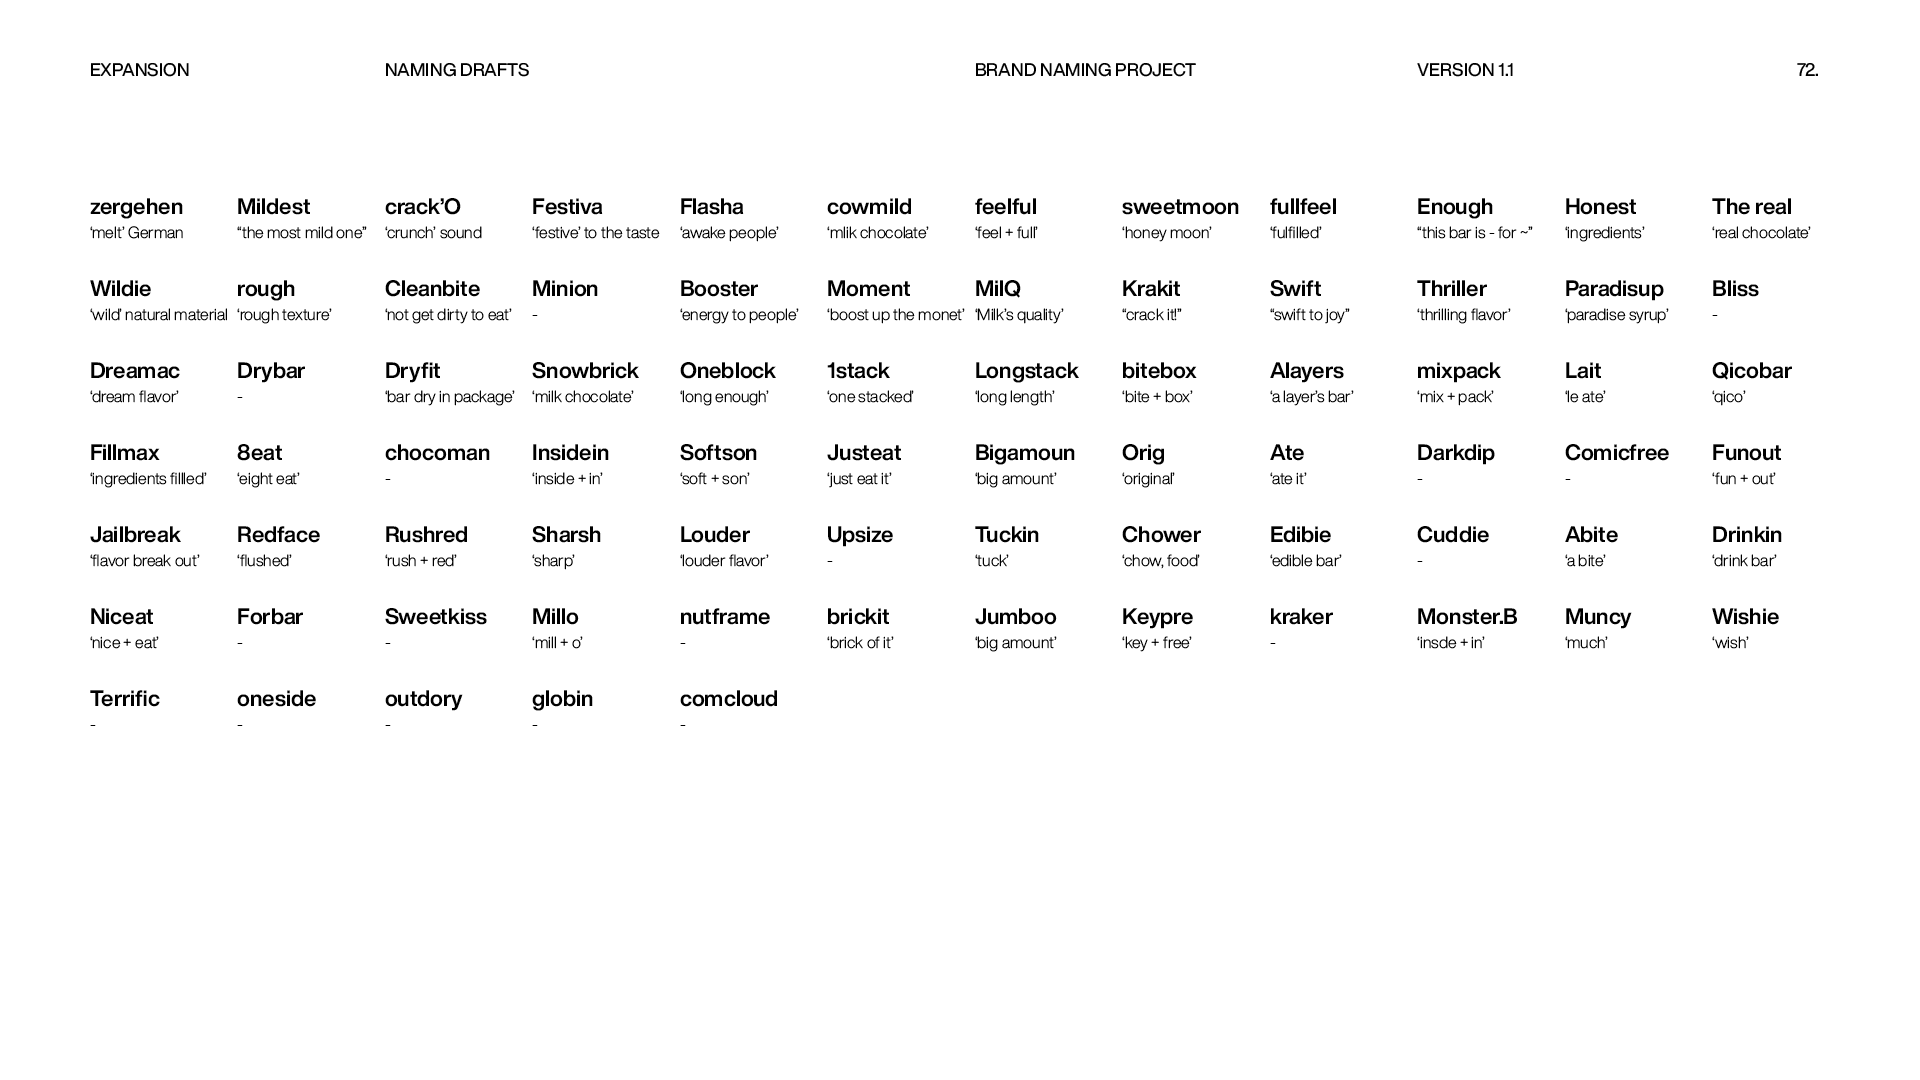 EXPANSION NAMING DRAFTS BRAND NAMING PROJECT VERSION 1.1 72.
zergehen Mildest crack’O Festiva Flasha cowmild feelful sweetmoon fullfeel Enough Honest The real
‘melt’ German “the most mild one” ‘crunch’ sound ‘festive’ to the taste ‘awake people’ ‘mlik chocolate’ ‘feel + full’ ‘honey moon’ ‘fulfilled’ “this bar is - for ~” ‘ingredients’ ‘real chocolate’
Wildie rough Cleanbite Minion Booster Moment MilQ Krakit Swift Thriller Paradisup Bliss
‘wild’ natural material ‘rough texture’ ‘not get dirty to eat’ - ‘energy to people’ ‘boost up the monet’ ‘Milk’s quality’ “crack it!” “swift to joy” ‘thrilling flavor’ ‘paradise syrup’ -
Dreamac Drybar Dryfit Snowbrick Oneblock 1stack Longstack bitebox Alayers mixpack Lait Qicobar
‘dream flavor’ - ‘bar dry in package’ ‘milk chocolate’ ‘long enough’ ‘one stacked’ ‘long length’ ‘bite + box’ ‘a layer’s bar’ ‘mix + pack’ ‘le ate’ ‘qico’
Fillmax 8eat chocoman Insidein Softson Justeat Bigamoun Orig Ate Darkdip Comicfree Funout
‘ingredients fillled’ ‘eight eat’ - ‘inside + in’ ‘soft + son’ ‘just eat it’ ‘big amount’ ‘original’ ‘ate it’ - - ‘fun + out’
Jailbreak Redface Rushred Sharsh Louder Upsize Tuckin Chower Edibie Cuddie Abite Drinkin
‘flavor break out’ ‘flushed’ ‘rush + red’ ‘sharp’ ‘louder flavor’ - ‘tuck’ ‘chow, food’ ‘edible bar’ - ‘a bite’ ‘drink bar’
Niceat Forbar Sweetkiss Millo nutframe brickit Jumboo Keypre kraker Monster.B Muncy Wishie
‘nice + eat’ - - ‘mill + o’ - ‘brick of it’ ‘big amount’ ‘key + free’ - ‘insde + in’ ‘much’ ‘wish’
Terrific oneside outdory globin comcloud
- - - - -